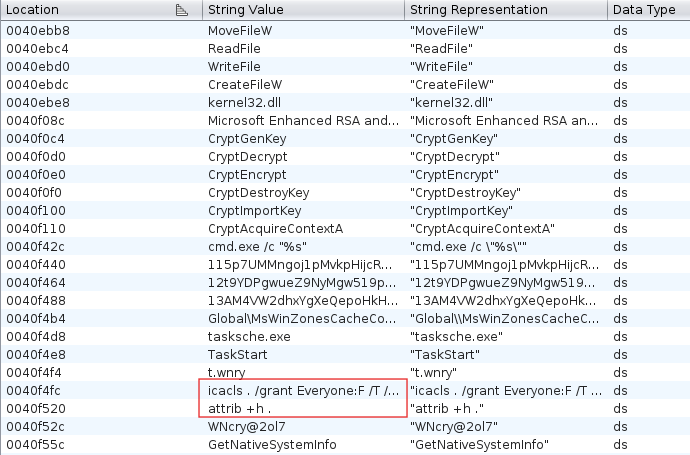 Location String Value String Representation Data Type
0040ebb8 MoveFileW "MoveFileW" ds
0040ebc4 ReadFile "ReadFile" ds
0040ebd0 WriteFile "WriteFile" ds
0040ebdc CreateFileW "CreateFileW" ds
0040ebe8 kernel32.dll "kernel32.dll" ds
0040f08c Microsoft Enhanced RSA and... "Microsoft Enhanced RSA an... ds
0040f0c4 CryptGenKey "CryptGenKey" ds
0040f0d0 CryptDecrypt "CryptDecrypt" ds
0040f0e0 CryptEncrypt "CryptEncrypt" ds
0040f0f0 CryptDestroyKey "CryptDestroyKey" ds
0040f100 CryptImportKey "CryptImportKey" ds
0040f110 CryptAcquireContextA "CryptAcquireContextA" ds
0040f42c cmd.exe /c "%s" "cmd.exe /c \"%s\"" ds
0040f440 115p7UMMngoj1pMvkpHijcR... "115p7UMMngoj1pMvkpHijcR... ds
0040f464 12t9YDPgwueZ9NyMgw519p... "12t9YDPgwueZ9NyMgw519... ds
0040f488 13AM4VW2dhxYgXeQepoHkH... "13AM4VW2dhxYgXeQepoHk... ds
0040f4b4 Global\MsWinZonesCacheCo... "Global\\MsWinZonesCacheC... ds
0040f4d8 tasksche.exe "tasksche.exe" ds
0040f4e8 TaskStart "TaskStart" ds
0040f4f4 t.wnry "t.wnry" ds
0040f4fc icacls . /grant Everyone:F /T /... "icacls . /grant Everyone:F /T ... ds
0040f520 attrib +h . "attrib +h ." ds
0040f52c WNcry@2ol7 "WNcry@2ol7" ds
0040f55c GetNativeSystemInfo "GetNativeSystemInfo" ds